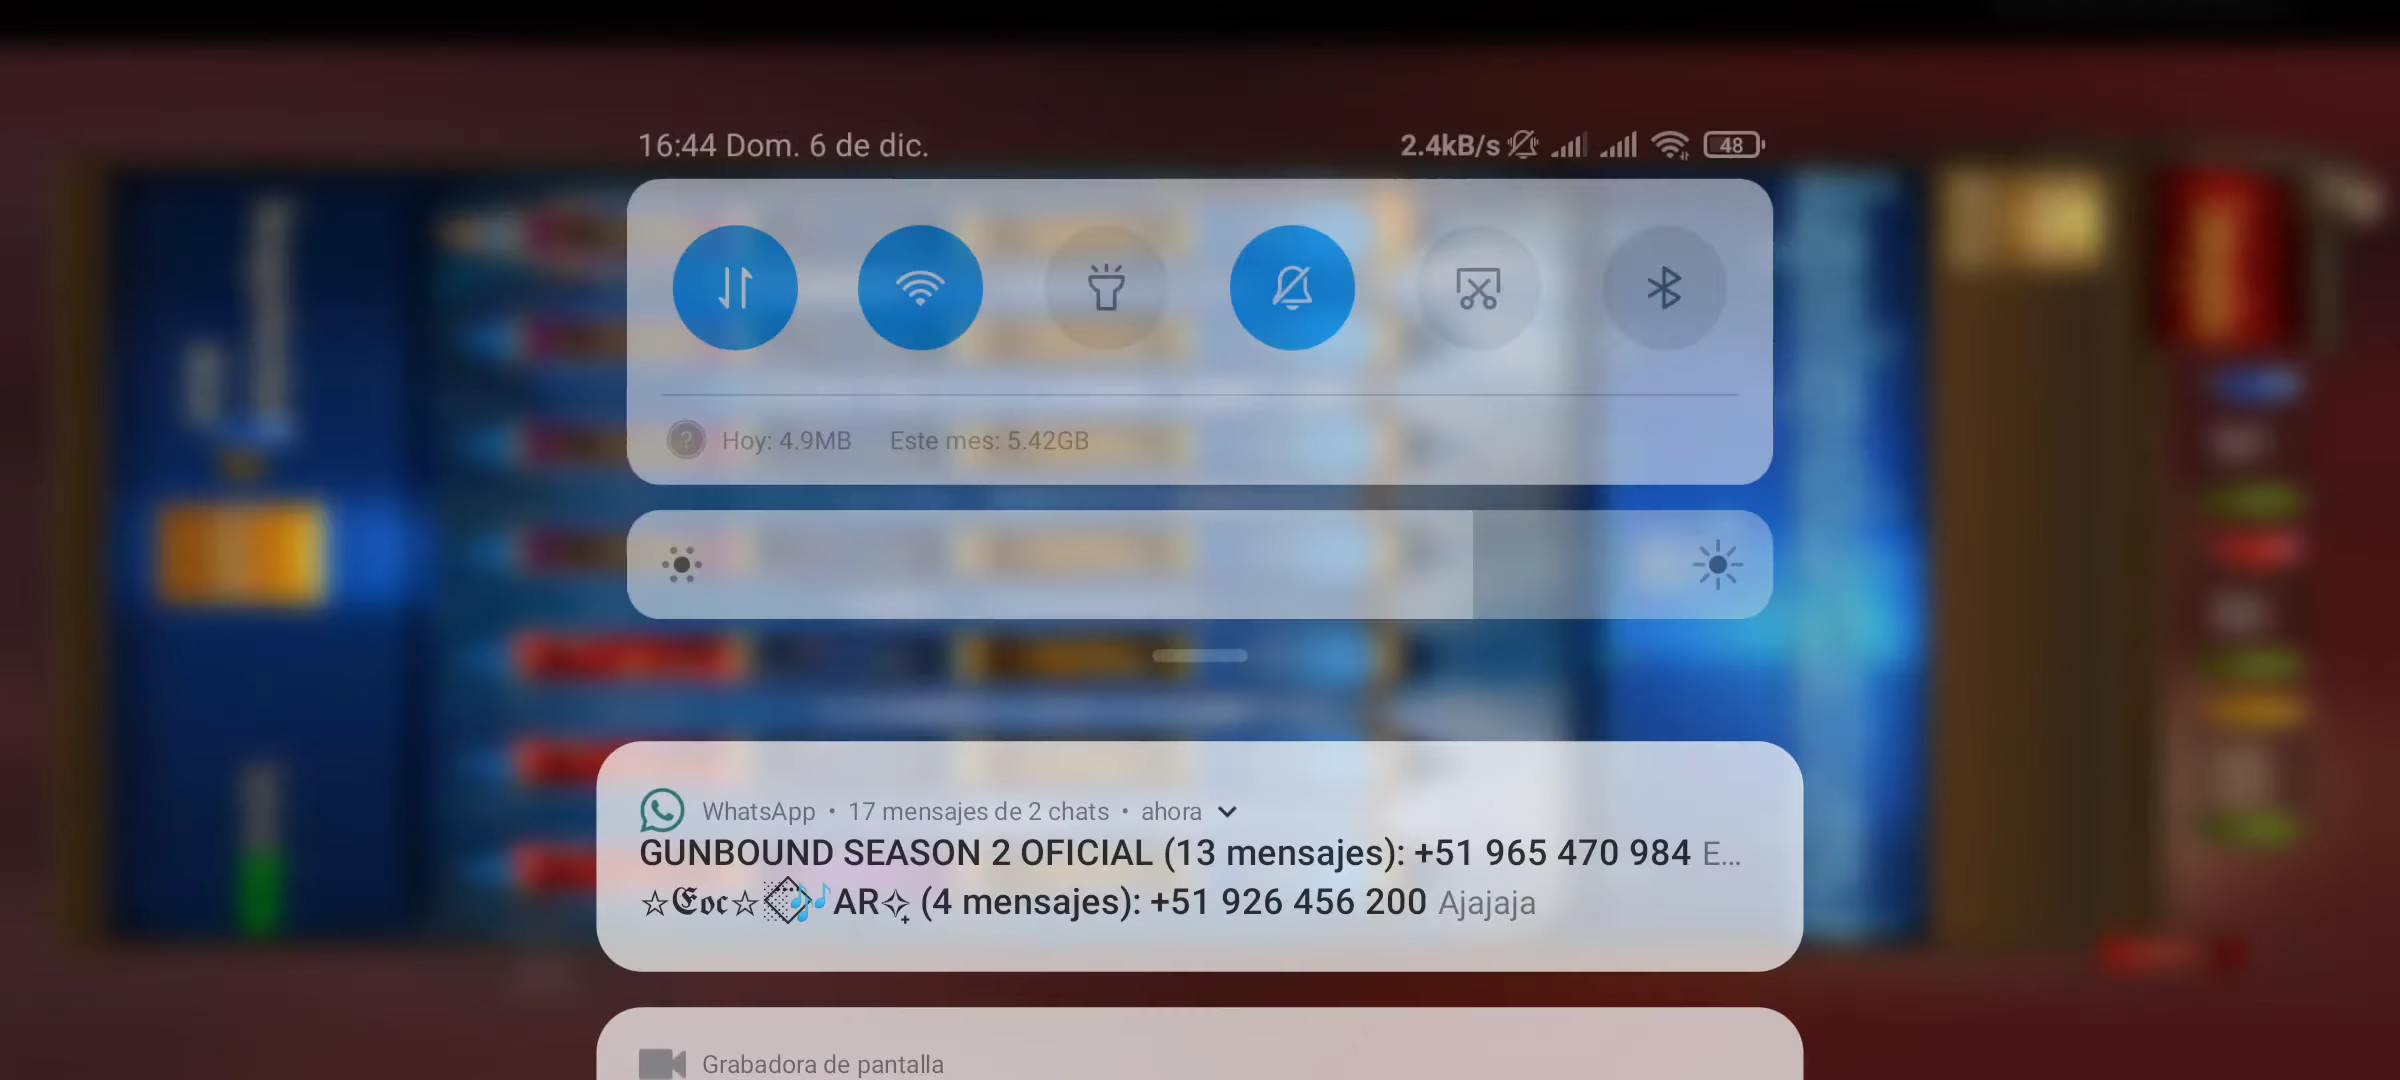 16:44 Dom. 6 de dic.
2.4kB/s 48
Hoy: 4.9MB Este mes: 5.42GB
WhatsApp • 17 mensajes de 2 chats • ahora
GUNBOUND SEASON 2 OFICIAL (13 mensajes): +51 965 470 984 E...
☆𝕰𝖔𝖈☆🎶AR✧ (4 mensajes): +51 926 456 200 Ajajaja
Grabadora de pantalla